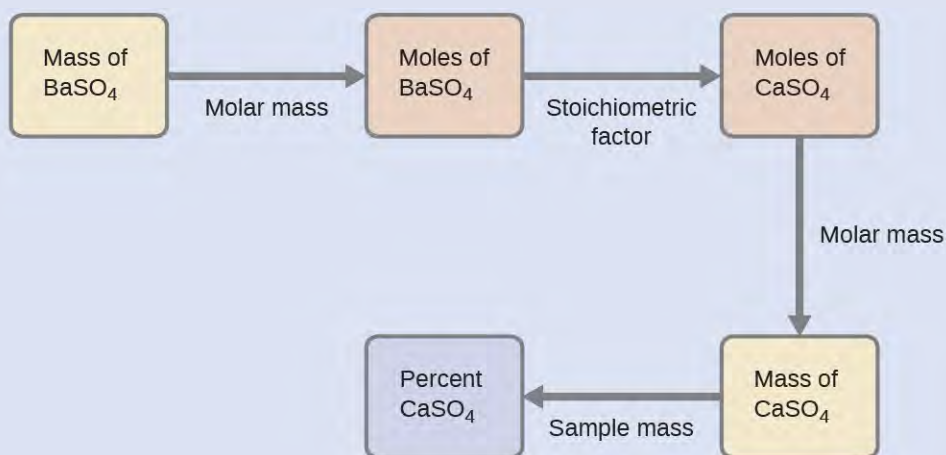 Mass of
BaSO₄
Molar mass
Moles of
BaSO₄
Stoichiometric
factor
Moles of
CaSO₄
Molar mass
Mass of
CaSO₄
Sample mass
Percent
CaSO₄